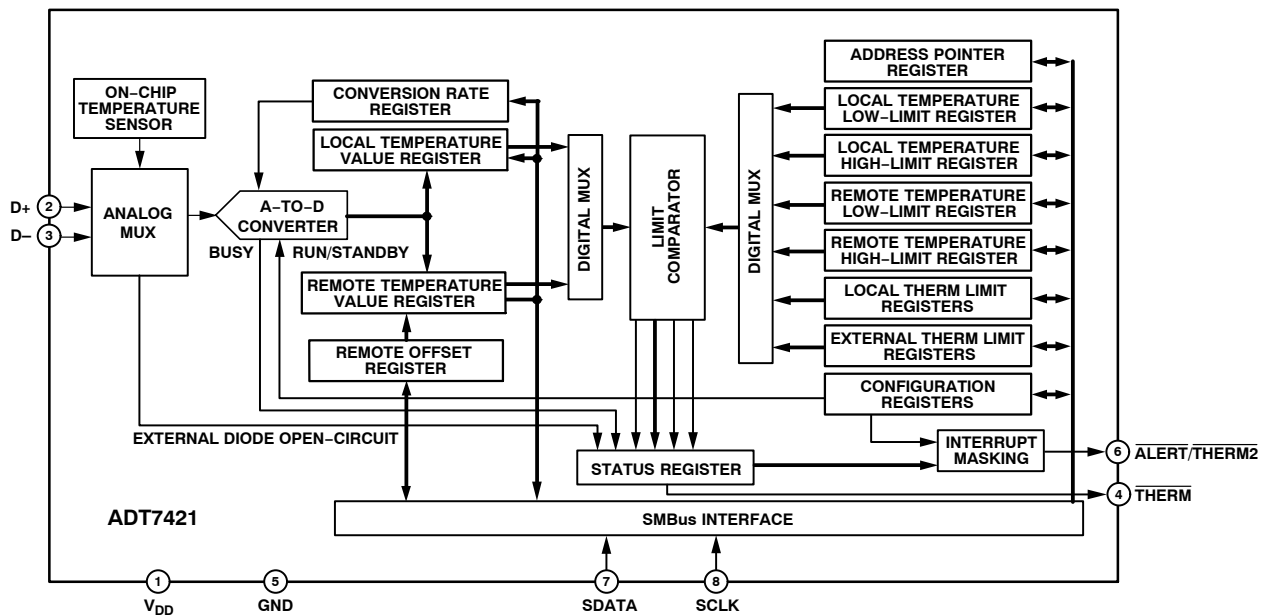 ON−CHIP
TEMPERATURE
SENSOR
CONVERSION RATE
REGISTER
LOCAL TEMPERATURE
VALUE REGISTER
D+
2
D−
3
ANALOG
MUX
A−TO−D
CONVERTER
BUSY
RUN/STANDBY
REMOTE TEMPERATURE
VALUE REGISTER
REMOTE OFFSET
REGISTER
DIGITAL MUX
LIMIT
COMPARATOR
DIGITAL MUX
ADDRESS POINTER
REGISTER
LOCAL TEMPERATURE
LOW−LIMIT REGISTER
LOCAL TEMPERATURE
HIGH−LIMIT REGISTER
REMOTE TEMPERATURE
LOW−LIMIT REGISTER
REMOTE TEMPERATURE
HIGH−LIMIT REGISTER
LOCAL THERM LIMIT
REGISTERS
EXTERNAL THERM LIMIT
REGISTERS
CONFIGURATION
REGISTERS
EXTERNAL DIODE OPEN−CIRCUIT
STATUS REGISTER
INTERRUPT
MASKING
6
ALERT/THERM2
4
THERM
ADT7421
SMBus INTERFACE
1
VDD
5
GND
7
SDATA
8
SCLK